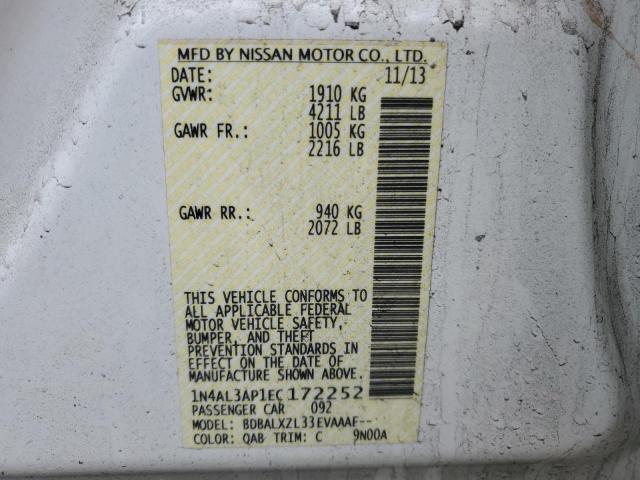 MFD BY NISSAN MOTOR CO., LTD.
DATE: 11/13
GVWR: 1910 KG
4211 LB
GAWR FR.: 1005 KG
2216 LB
GAWR RR.: 940 KG
2072 LB
THIS VEHICLE CONFORMS TO
ALL APPLICABLE FEDERAL
MOTOR VEHICLE SAFETY,
BUMPER, AND THEFT
PREVENTION STANDARDS IN
EFFECT ON THE DATE OF
MANUFACTURE SHOWN ABOVE.
1N4AL3AP1EC172252
PASSENGER CAR 092
MODEL: BDBALXZL33EVAAAF--
COLOR: QAB TRIM: C 9N00A